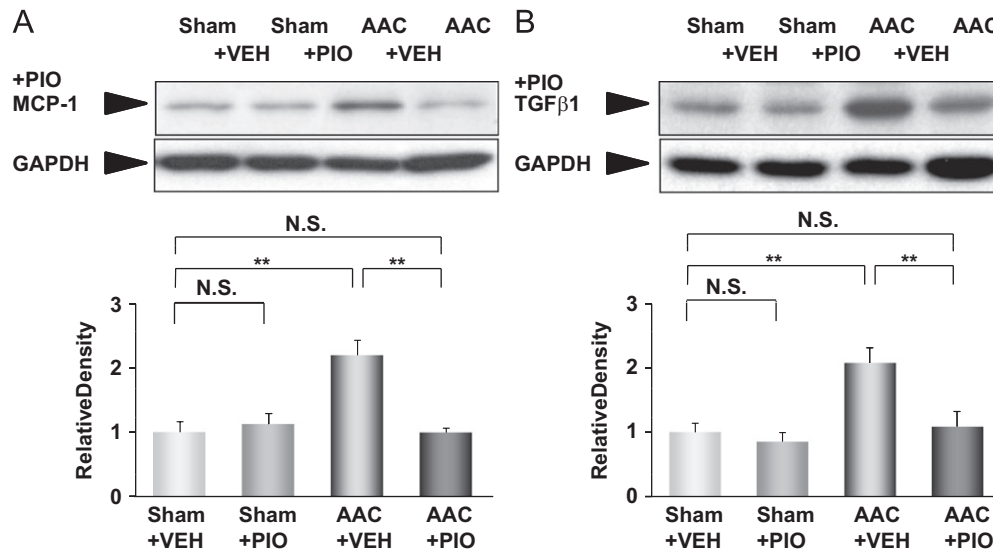 A
Sham Sham AAC AAC
+VEH +PIO +VEH
+PIO
MCP-1
GAPDH
N.S.
** **
N.S.
3
2
1
0
RelativeDensity
Sham Sham AAC AAC
+VEH +PIO +VEH +PIO
B
Sham Sham AAC AAC
+VEH +PIO +VEH
+PIO
TGFβ1
GAPDH
N.S.
** **
N.S.
3
2
1
0
RelativeDensity
Sham Sham AAC AAC
+VEH +PIO +VEH +PIO